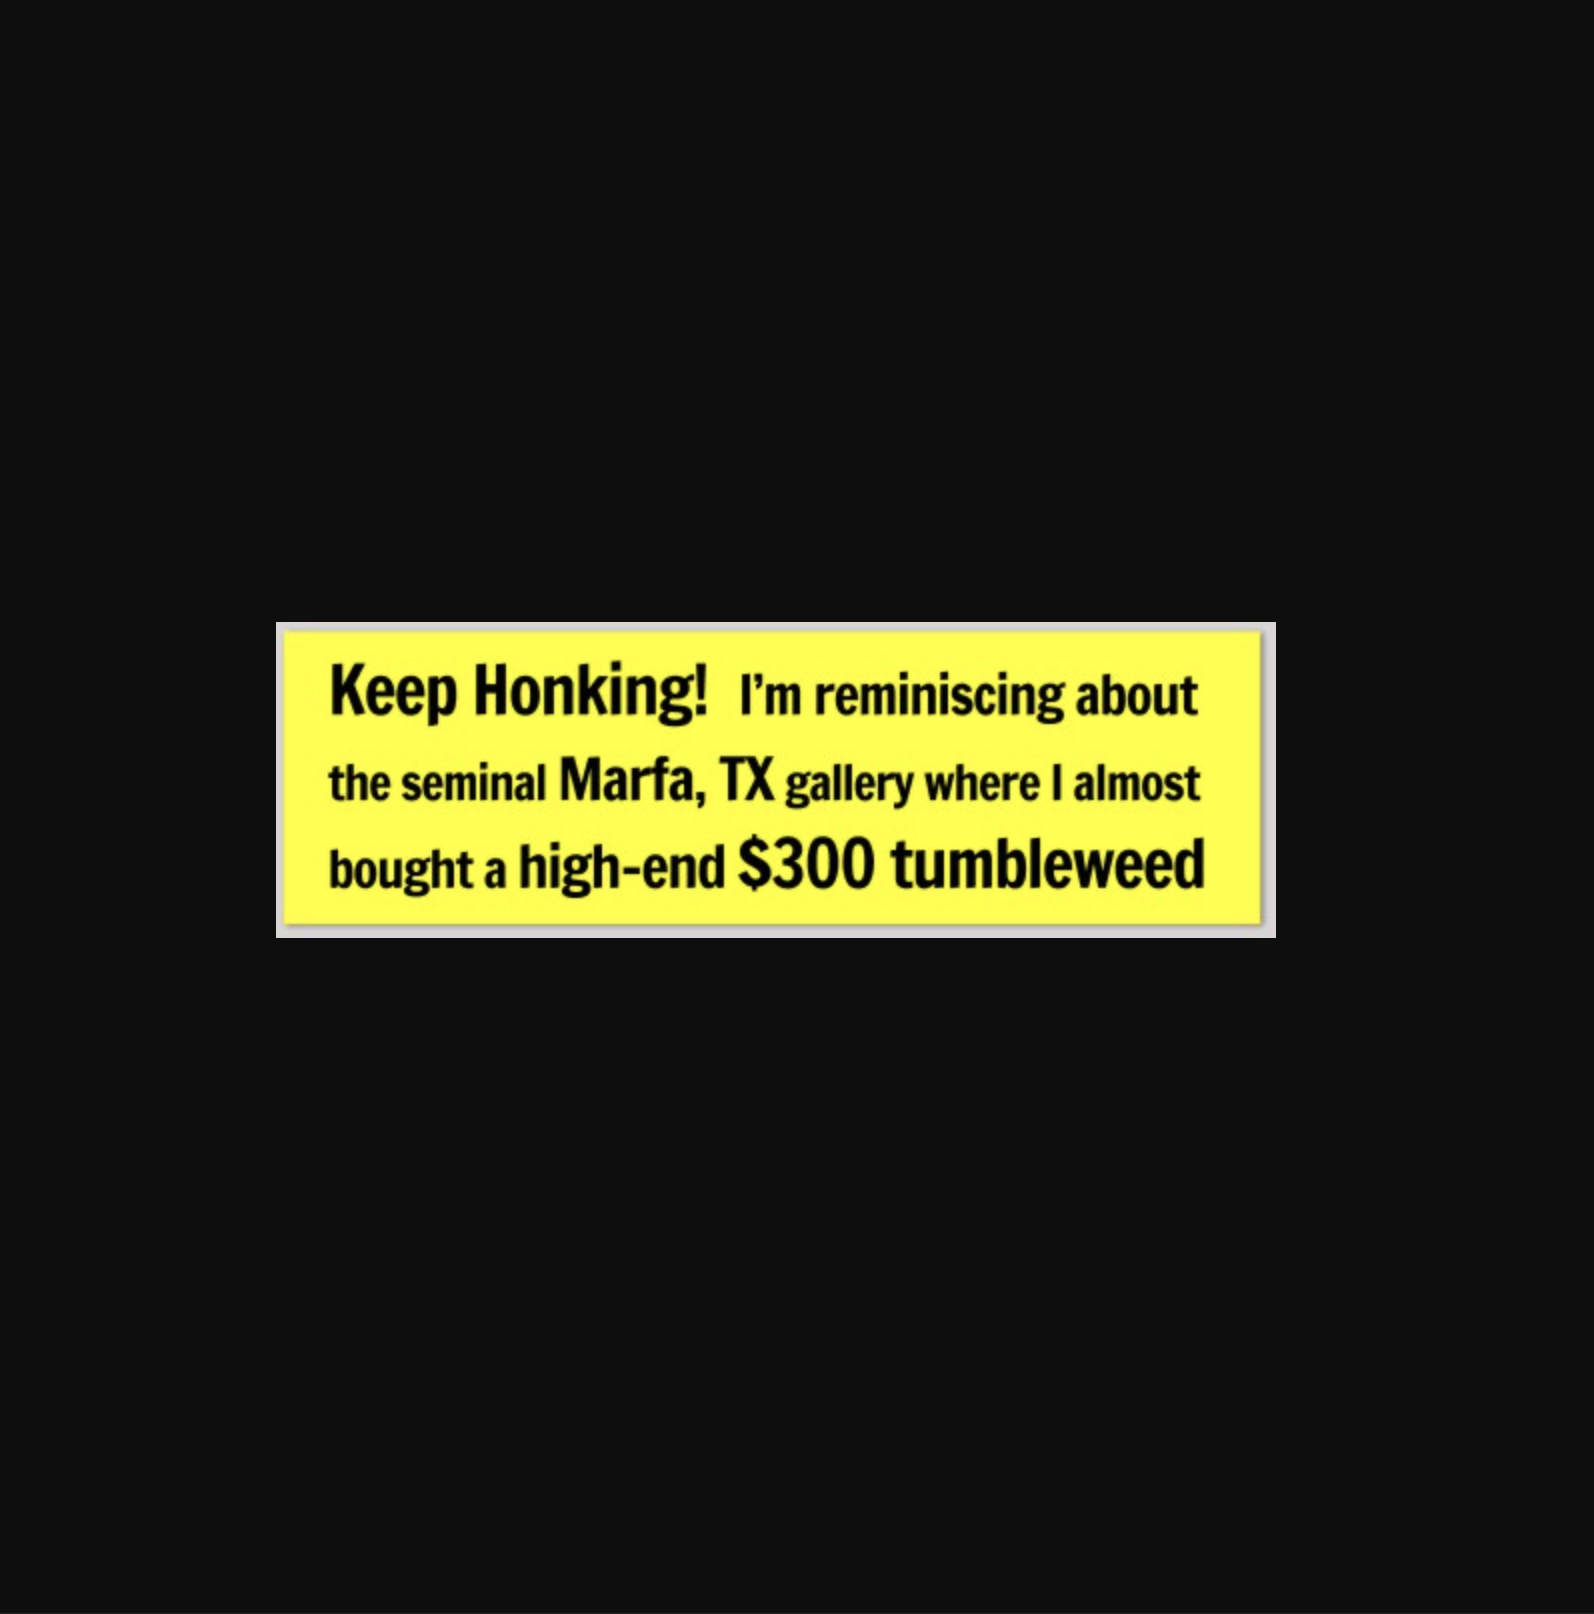 Keep Honking! I’m reminiscing about
the seminal Marfa, TX gallery where I almost
bought a high-end $300 tumbleweed